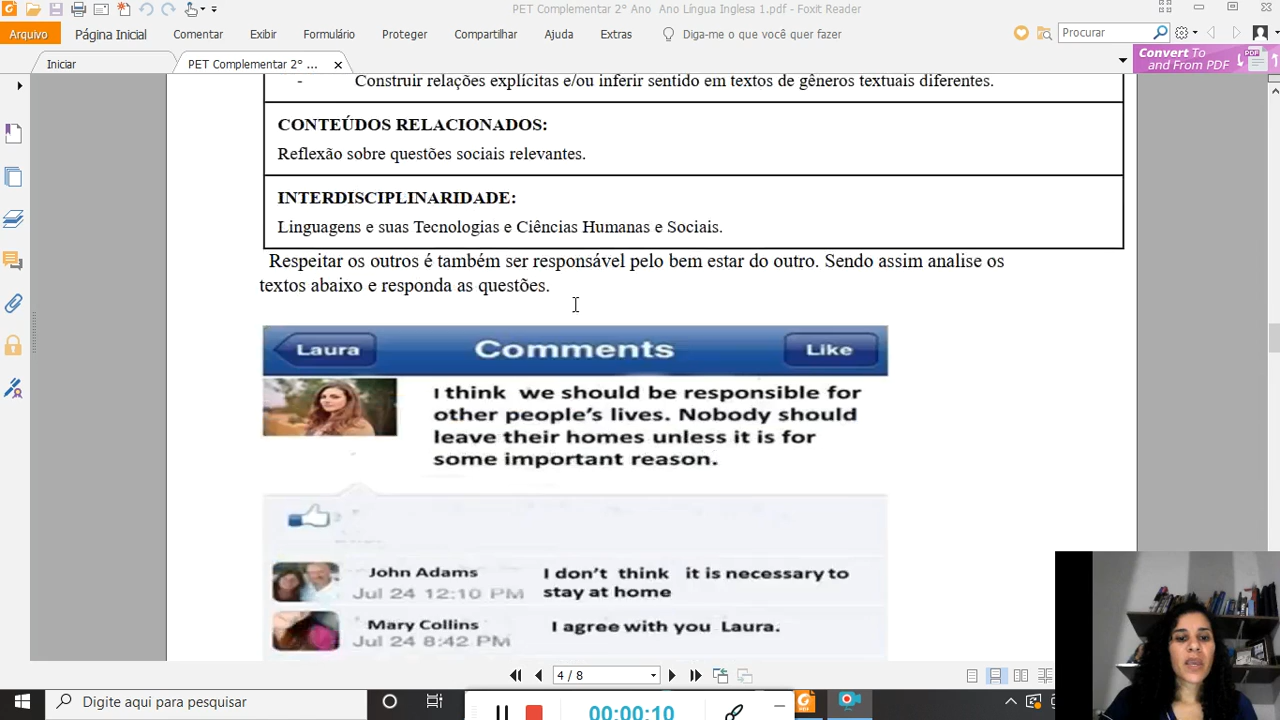 PET Complementar 2° Ano Ano Língua Inglesa 1.pdf - Foxit Reader
Arquivo Página Inicial Comentar Exibir Formulário Proteger Compartilhar Ajuda Extras Diga-me o que você quer fazer Procurar
Iniciar PET Complementar 2° ... Convert To
and From PDF
- Construir relações explícitas e/ou inferir sentido em textos de gêneros textuais diferentes.
CONTEÚDOS RELACIONADOS:
Reflexão sobre questões sociais relevantes.
INTERDISCIPLINARIDADE:
Linguagens e suas Tecnologias e Ciências Humanas e Sociais.
Respeitar os outros é também ser responsável pelo bem estar do outro. Sendo assim analise os
textos abaixo e responda as questões.
Laura Comments Like
I think we should be responsible for
other people's lives. Nobody should
leave their homes unless it is for
some important reason.
John Adams I don't think it is necessary to
Jul 24 12:10 PM stay at home
Mary Collins I agree with you Laura.
Jul 24 8:42 PM
4 / 8
Digite aqui para pesquisar 00:00:10